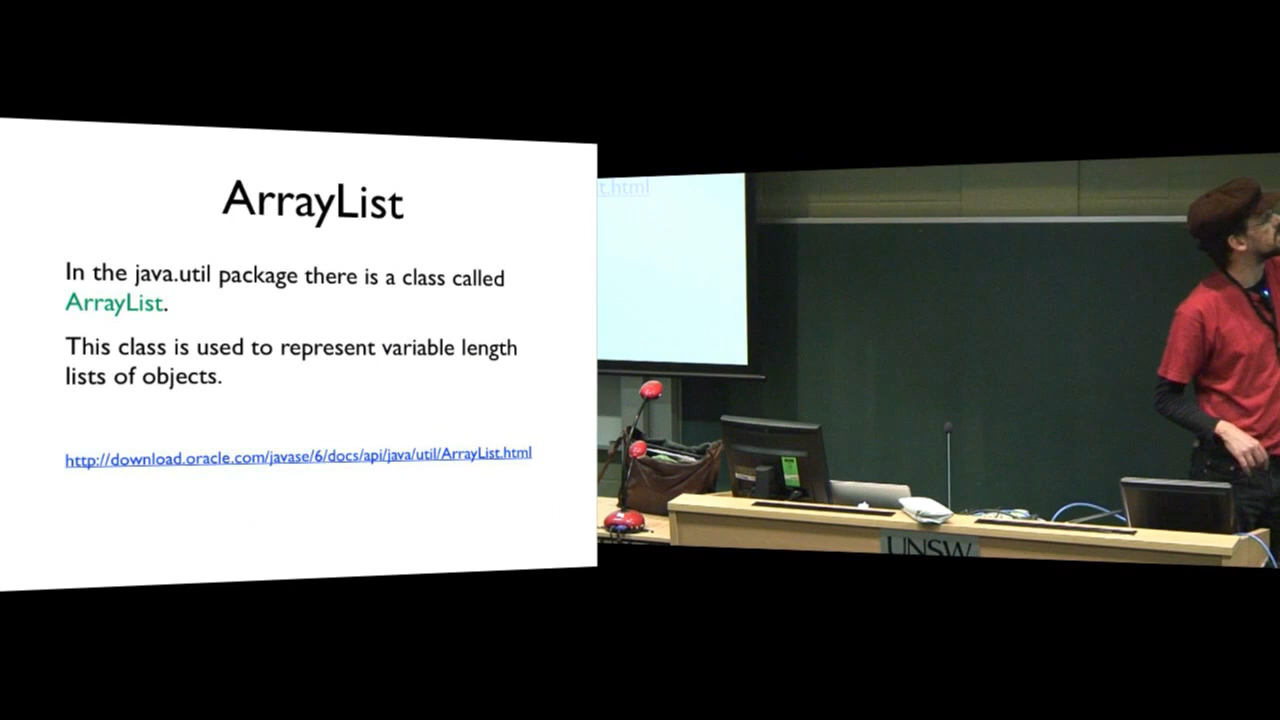 ArrayList
In the java.util package there is a class called
ArrayList.
This class is used to represent variable length
lists of objects.
http://download.oracle.com/javase/6/docs/api/java/util/ArrayList.html
t.html
UNSW